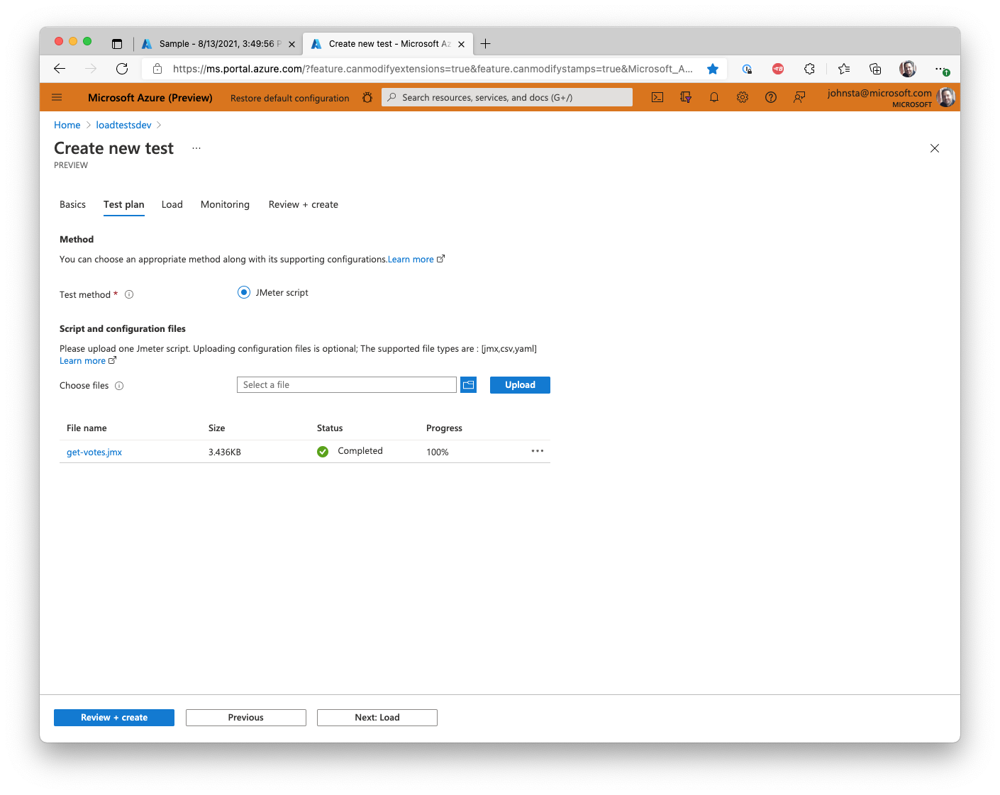 Sample - 8/13/2021, 3:49:56 P
Create new test - Microsoft Az
https://ms.portal.azure.com/?feature.canmodifyextensions=true&feature.canmodifystamps=true&Microsoft_A...
Microsoft Azure (Preview)
Restore default configuration
Search resources, services, and docs (G+/)
johnsta@microsoft.com
MICROSOFT
Home > loadtestsdev >
Create new test ...
PREVIEW
Basics Test plan Load Monitoring Review + create
Method
You can choose an appropriate method along with its supporting configurations.Learn more
Test method * JMeter script
Script and configuration files
Please upload one Jmeter script. Uploading configuration files is optional; The supported file types are : [jmx,csv,yaml]
Learn more
Choose files Select a file Upload
File name Size Status Progress
get-votes.jmx 3.436KB Completed 100% ...
Review + create Previous Next: Load